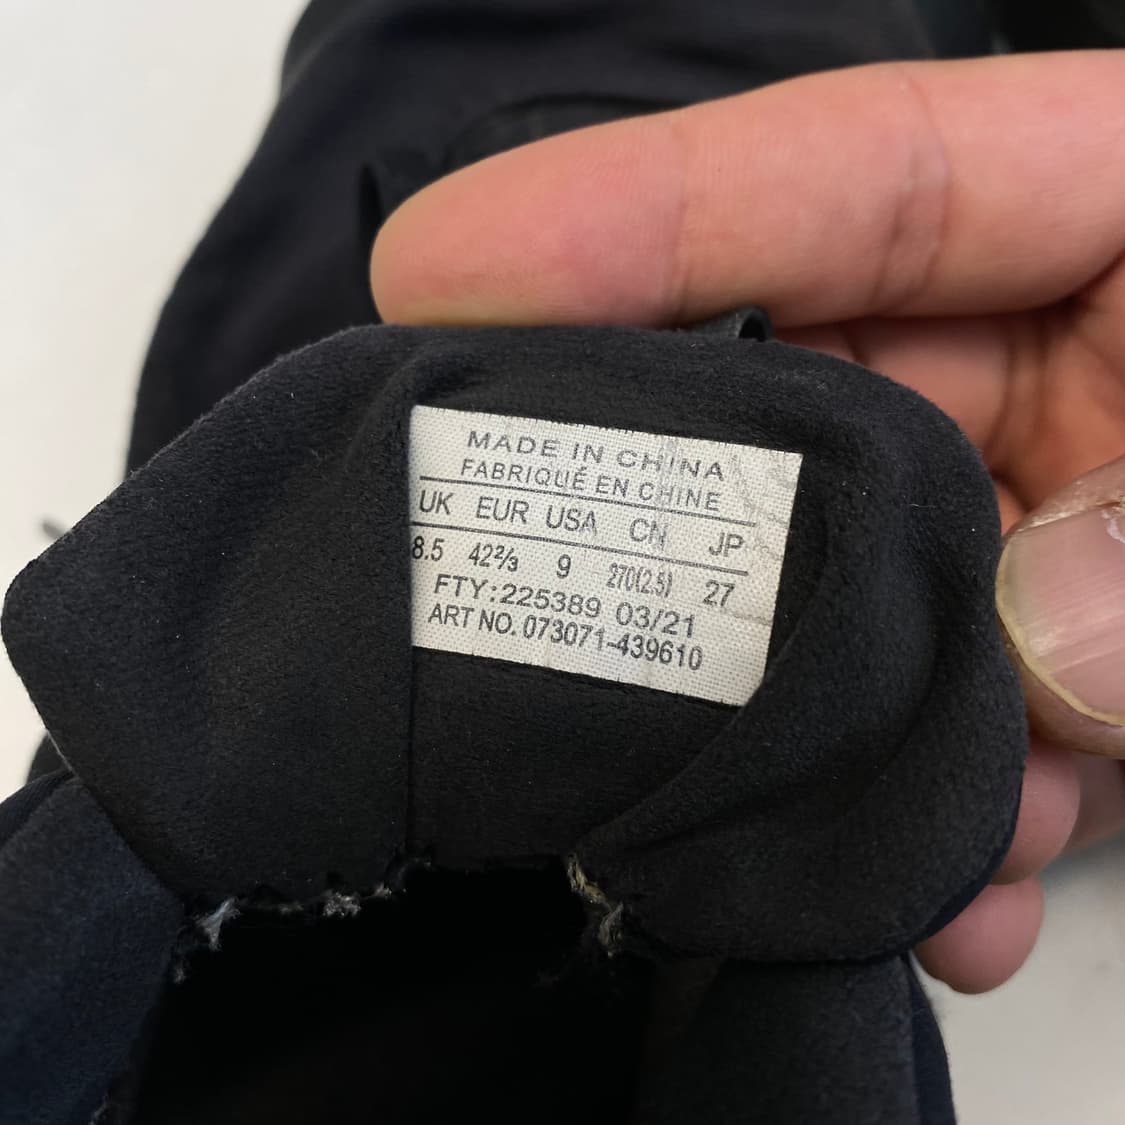 MADE IN CHINA
FABRIQUÉ EN CHINE
UK EUR USA CN JP
8.5 42⅔ 9 270(2.5) 27
FTY:225389 03/21
ART NO. 073071-439610